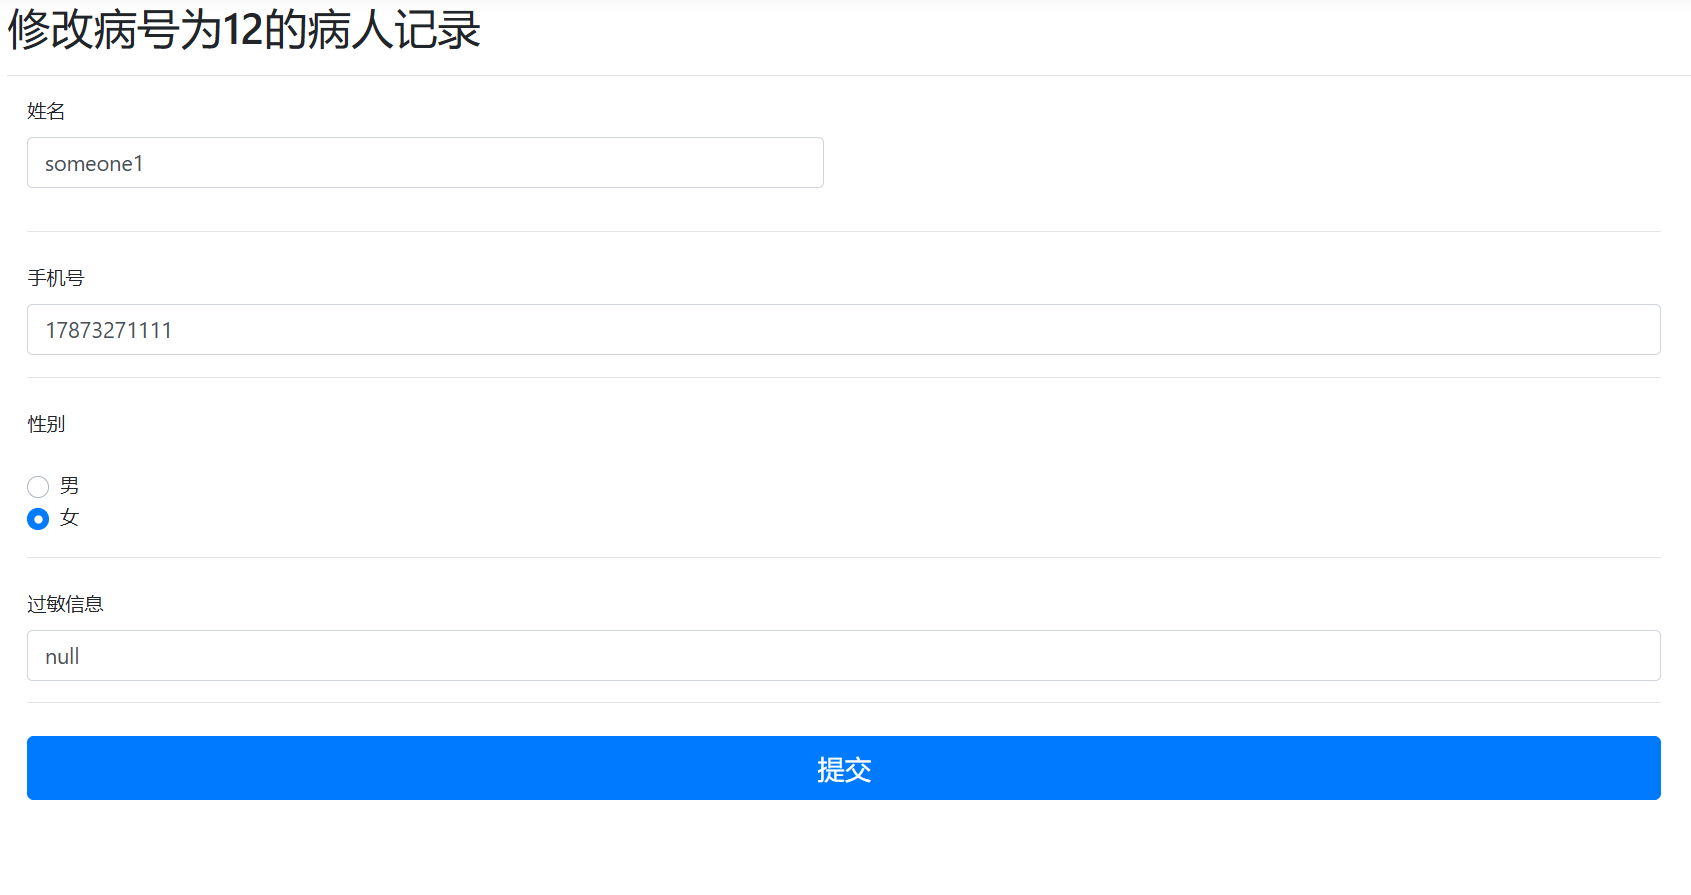 修改病号为12的病人记录
姓名
someone1
手机号
17873271111
性别
男
女
过敏信息
null
提交